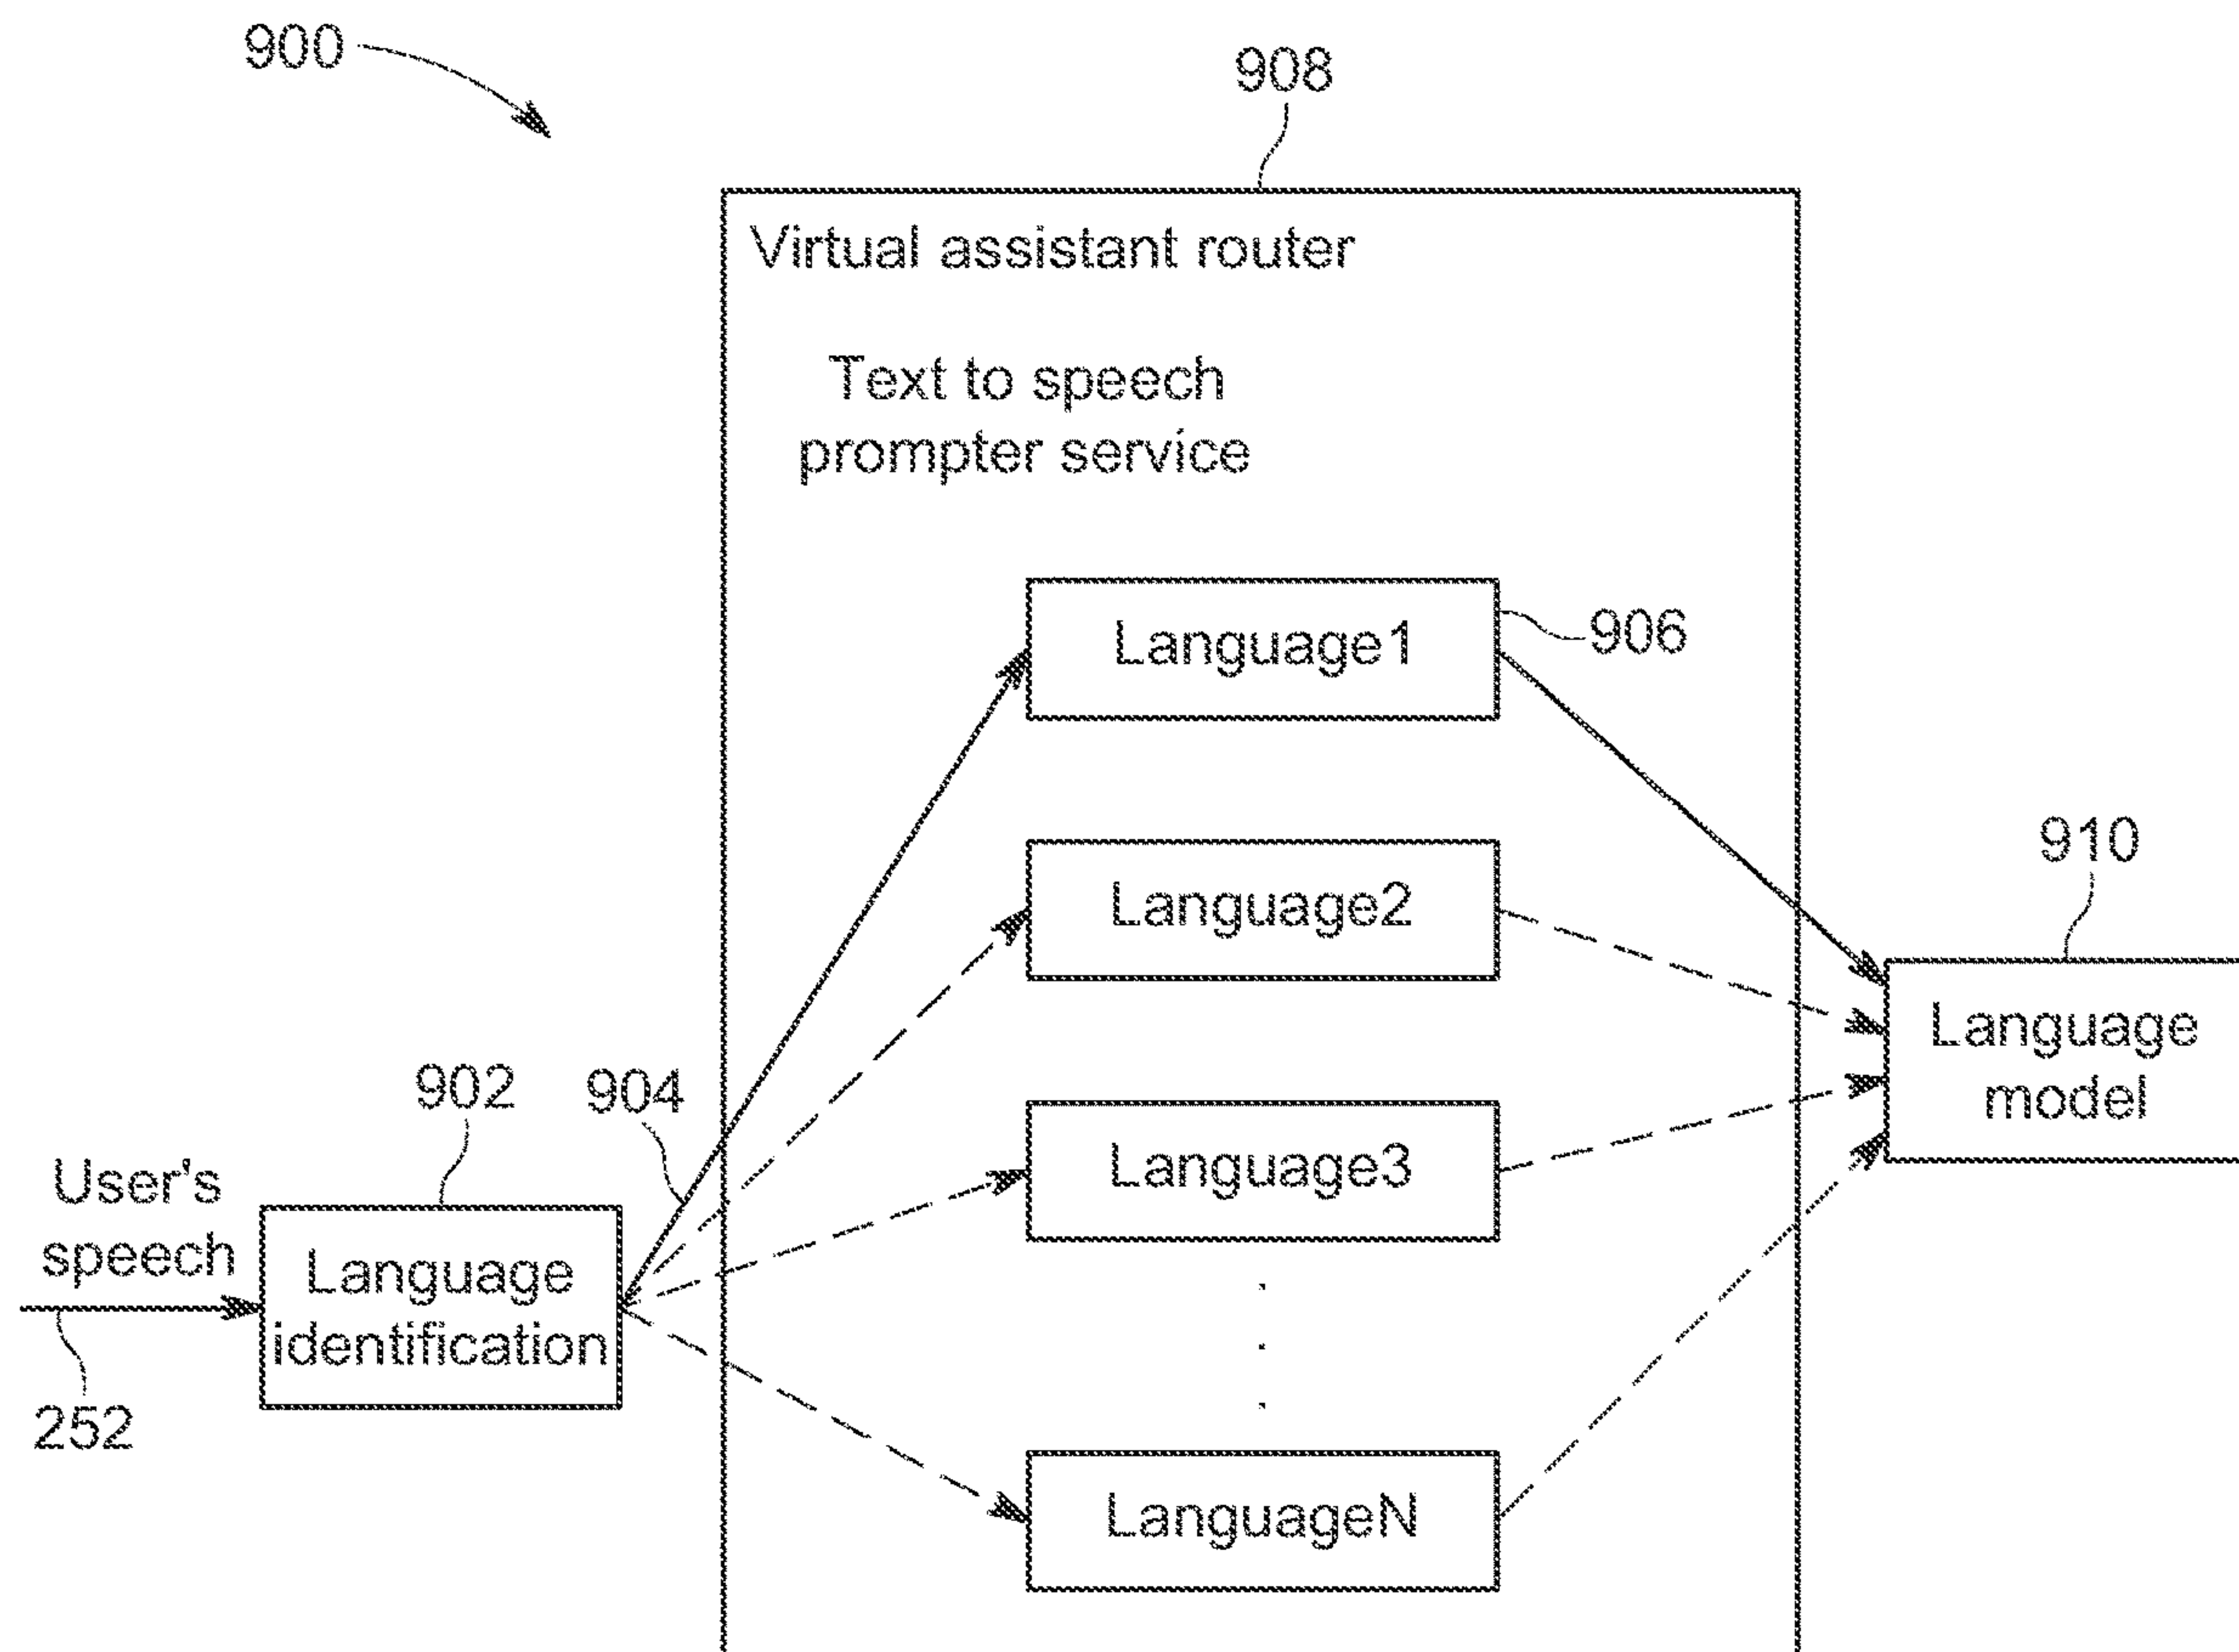 900
908
Virtual assistant router
Text to speech
prompter service
Language1
906
Language2
910
Language
model
902
904
Language3
User's
speech
Language
identification
252
LanguageN